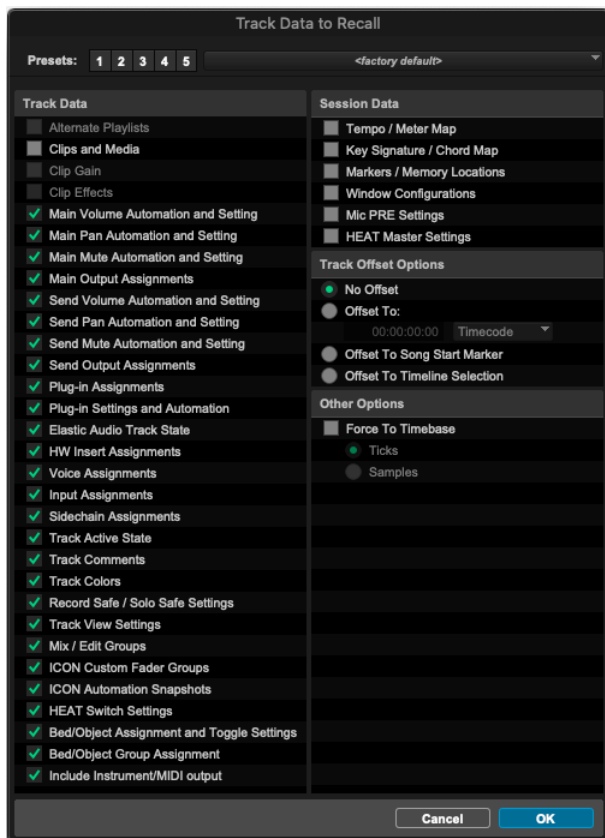 Track Data to Recall
Presets: 1 2 3 4 5 <factory default>
Track Data
Alternate Playlists
Clips and Media
Clip Gain
Clip Effects
Main Volume Automation and Setting
Main Pan Automation and Setting
Main Mute Automation and Setting
Main Output Assignments
Send Volume Automation and Setting
Send Pan Automation and Setting
Send Mute Automation and Setting
Send Output Assignments
Plug-in Assignments
Plug-in Settings and Automation
Elastic Audio Track State
HW Insert Assignments
Voice Assignments
Input Assignments
Sidechain Assignments
Track Active State
Track Comments
Track Colors
Record Safe / Solo Safe Settings
Track View Settings
Mix / Edit Groups
ICON Custom Fader Groups
ICON Automation Snapshots
HEAT Switch Settings
Bed/Object Assignment and Toggle Settings
Bed/Object Group Assignment
Include Instrument/MIDI output
Session Data
Tempo / Meter Map
Key Signature / Chord Map
Markers / Memory Locations
Window Configurations
Mic PRE Settings
HEAT Master Settings
Track Offset Options
No Offset
Offset To:
00:00:00:00 Timecode
Offset To Song Start Marker
Offset To Timeline Selection
Other Options
Force To Timebase
Ticks
Samples
Cancel OK